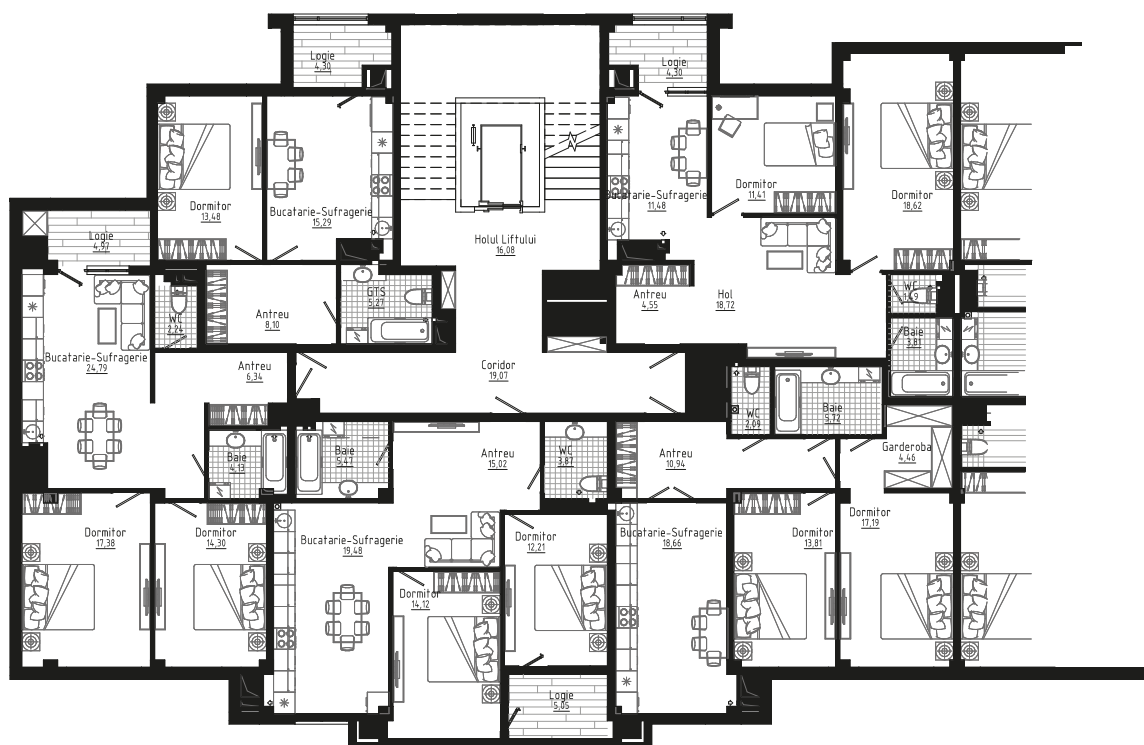 Logie
4,30
Logie
4,30
Dormitor
13,48
Bucatarie-Sufragerie
15,29
Bucatarie-Sufragerie
11,48
Dormitor
11,41
Dormitor
18,62
Logie
4,97
Holul Liftului
16,08
WC
2,24
Antreu
8,10
GTS
5,27
Antreu
4,55
Hol
18,72
WC
1,49
Baie
3,81
Bucatarie-Sufragerie
24,79
Antreu
6,34
Coridor
19,07
WC
2,09
Baie
5,72
Baie
4,13
Baie
5,47
Antreu
15,02
WC
3,87
Antreu
10,94
Garderoba
4,46
Dormitor
17,38
Dormitor
14,30
Bucatarie-Sufragerie
19,48
Dormitor
12,21
Bucatarie-Sufragerie
18,66
Dormitor
13,81
Dormitor
17,19
Dormitor
14,12
Logie
5,05